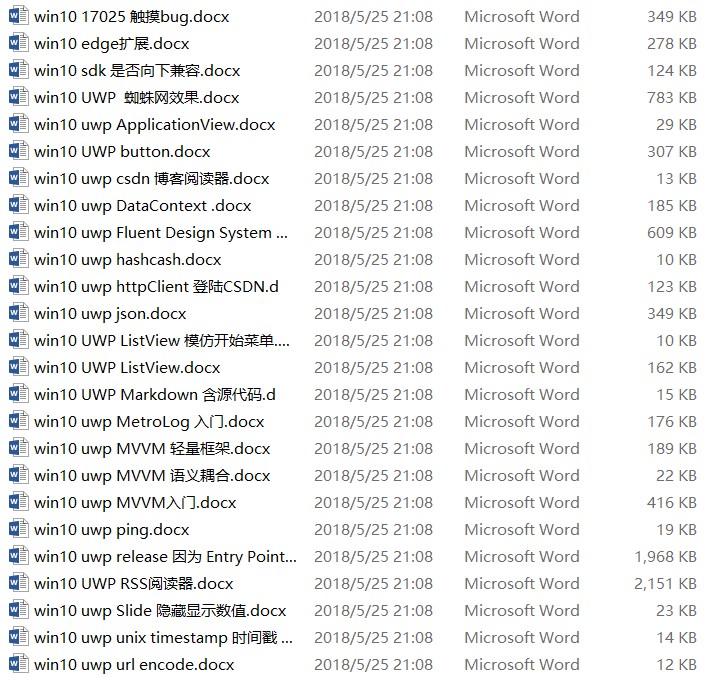 win10 17025 触摸bug.docx 2018/5/25 21:08 Microsoft Word 349 KB
win10 edge扩展.docx 2018/5/25 21:08 Microsoft Word 278 KB
win10 sdk 是否向下兼容.docx 2018/5/25 21:08 Microsoft Word 124 KB
win10 UWP 蜘蛛网效果.docx 2018/5/25 21:08 Microsoft Word 783 KB
win10 uwp ApplicationView.docx 2018/5/25 21:08 Microsoft Word 29 KB
win10 UWP button.docx 2018/5/25 21:08 Microsoft Word 307 KB
win10 uwp csdn 博客阅读器.docx 2018/5/25 21:08 Microsoft Word 13 KB
win10 uwp DataContext .docx 2018/5/25 21:08 Microsoft Word 185 KB
win10 uwp Fluent Design System ... 2018/5/25 21:08 Microsoft Word 609 KB
win10 uwp hashcash.docx 2018/5/25 21:08 Microsoft Word 10 KB
win10 uwp httpClient 登陆CSDN.d 2018/5/25 21:08 Microsoft Word 123 KB
win10 uwp json.docx 2018/5/25 21:08 Microsoft Word 349 KB
win10 UWP ListView 模仿开始菜单.... 2018/5/25 21:08 Microsoft Word 10 KB
win10 UWP ListView.docx 2018/5/25 21:08 Microsoft Word 162 KB
win10 UWP Markdown 含源代码.d 2018/5/25 21:08 Microsoft Word 15 KB
win10 uwp MetroLog 入门.docx 2018/5/25 21:08 Microsoft Word 176 KB
win10 uwp MVVM 轻量框架.docx 2018/5/25 21:08 Microsoft Word 189 KB
win10 uwp MVVM 语义耦合.docx 2018/5/25 21:08 Microsoft Word 22 KB
win10 uwp MVVM入门.docx 2018/5/25 21:08 Microsoft Word 416 KB
win10 uwp ping.docx 2018/5/25 21:08 Microsoft Word 19 KB
win10 uwp release 因为 Entry Point... 2018/5/25 21:08 Microsoft Word 1,968 KB
win10 UWP RSS阅读器.docx 2018/5/25 21:08 Microsoft Word 2,151 KB
win10 uwp Slide 隐藏显示数值.docx 2018/5/25 21:08 Microsoft Word 23 KB
win10 uwp unix timestamp 时间戳 ... 2018/5/25 21:08 Microsoft Word 14 KB
win10 uwp url encode.docx 2018/5/25 21:08 Microsoft Word 12 KB